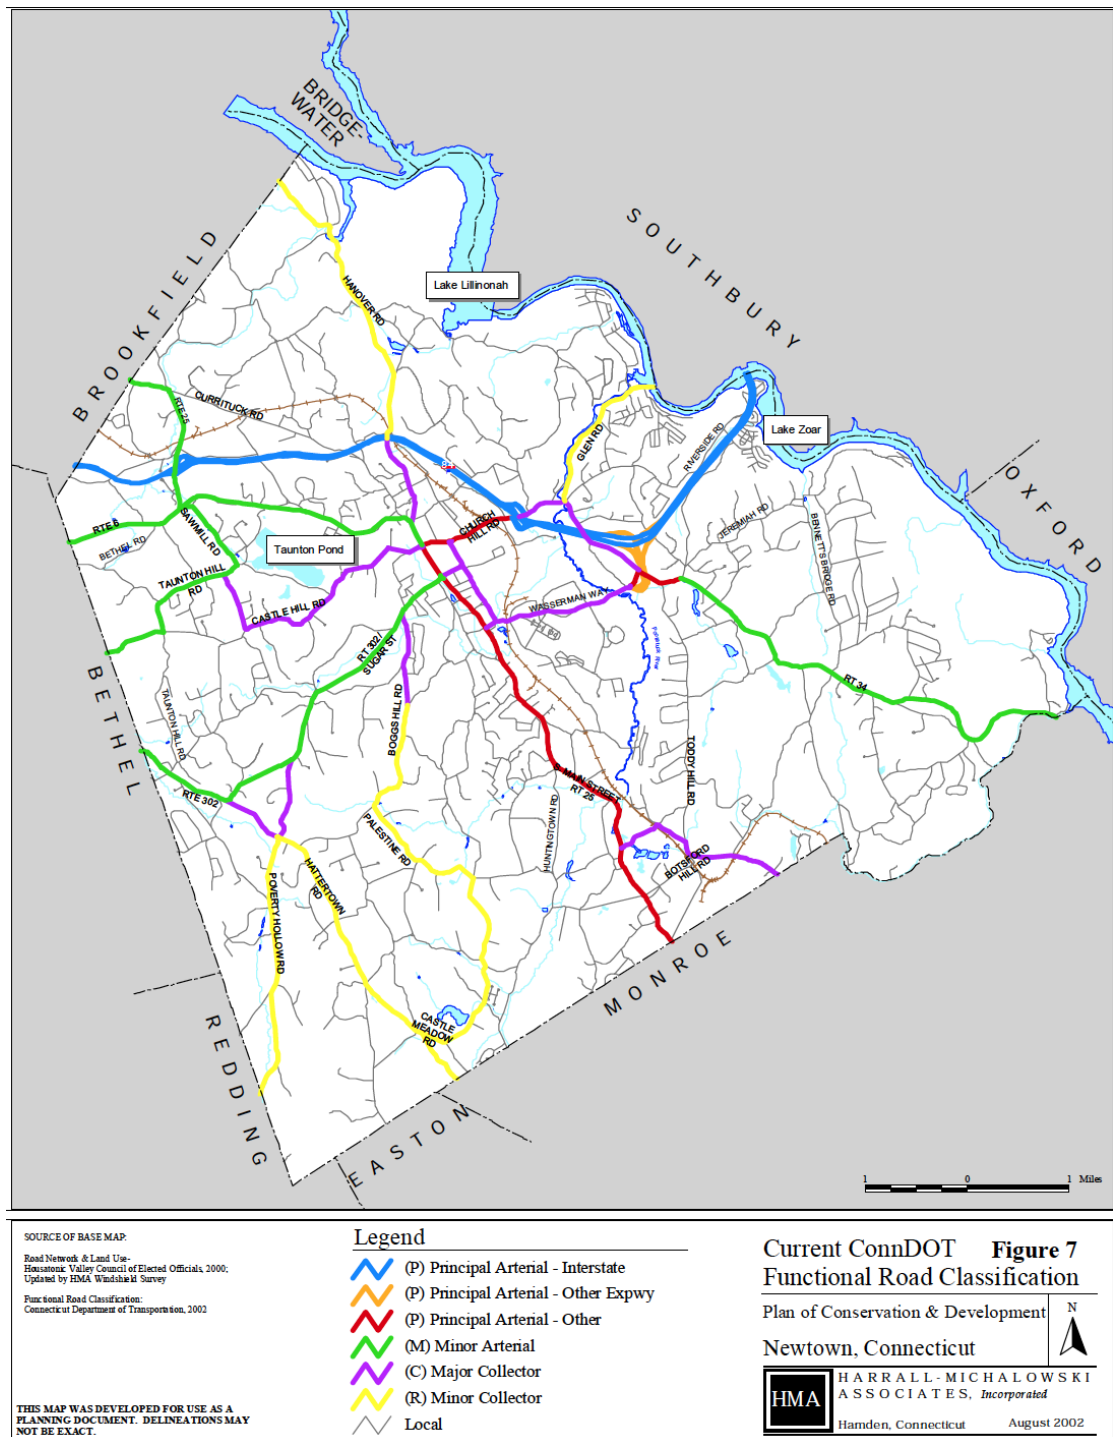 BRIDGE-
WATER
SOUTHBURY
BROOKFIELD
Lake Lillinonah
HANOVER RD
Lake Zoar
OXFORD
RTE 25
CURRITUCK RD
84
GLEN RD
RIVERSIDE RD
CHURCH
HILL RD
JEREMIAH RD
BENNETT'S BRIDGE RD
RTE 6
SAWMILL RD
BETHEL RD
Taunton Pond
TAUNTON HILL
RD
CASTLE HILL RD
WASSERMAN WAY
RT 302/
SUGAR ST
BETHEL
TAUNTON HILL RD
BOGGS HILL RD
RT 34
TODDY HILL RD
RTE 302
S. MAIN STREET
RT 25
HUNTINGTOWN RD
PALESTINE RD
BOTSFORD
HILL RD
HATTERTOWN
RD
POVERTY HOLLOW RD
MONROE
CASTLE
MEADOW
RD
REDDING
EASTON
1 0 1 Miles
SOURCE OF BASE MAP:
Road Network & Land Use-
Housatonic Valley Council of Elected Officials, 2000;
Updated by HMA Windshield Survey
Functional Road Classification:
Connecticut Department of Transportation, 2002
THIS MAP WAS DEVELOPED FOR USE AS A
PLANNING DOCUMENT. DELINEATIONS MAY
NOT BE EXACT.
Legend
(P) Principal Arterial - Interstate
(P) Principal Arterial - Other Expwy
(P) Principal Arterial - Other
(M) Minor Arterial
(C) Major Collector
(R) Minor Collector
Local
Current ConnDOT Figure 7
Functional Road Classification
Plan of Conservation & Development
N
Newtown, Connecticut
HMA
HARRALL-MICHALOWSKI
ASSOCIATES, Incorporated
Hamden, Connecticut August 2002